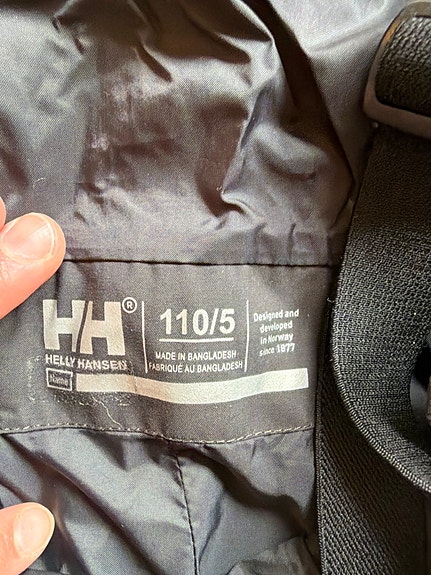 HH®
HELLY HANSEN
Name
110/5
MADE IN BANGLADESH
FABRIQUÉ AU BANGLADESH
Designed and
developed
in Norway
since 1877